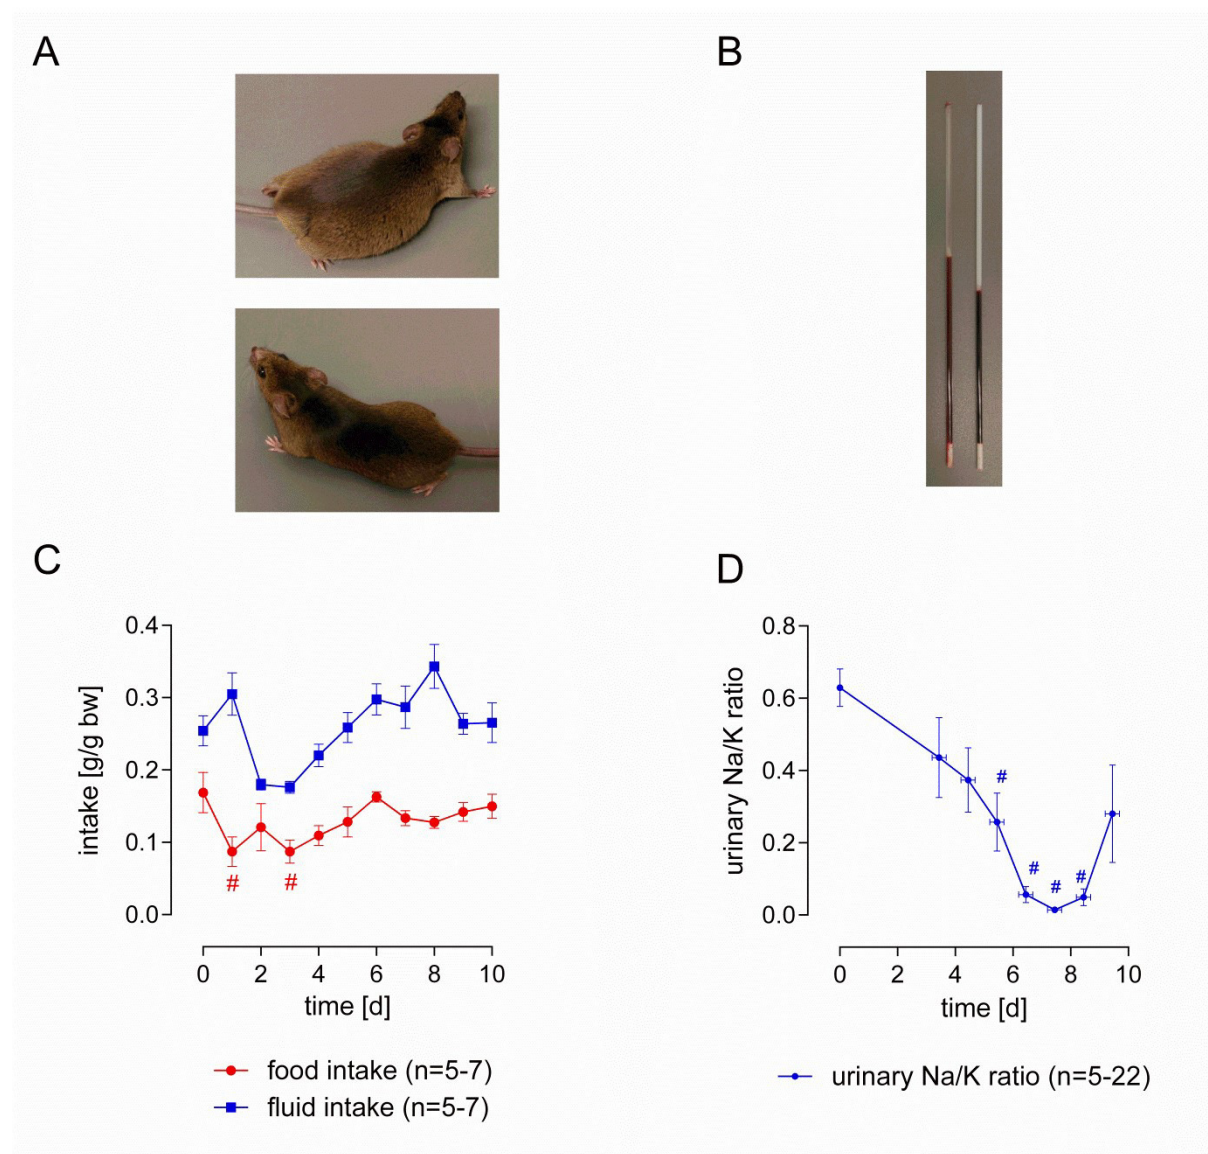 A
B
C
0.4
0.3
0.2
0.1
0.0
intake [g/g bw]
# #
0 2 4 6 8 10
time [d]
food intake (n=5-7)
fluid intake (n=5-7)
D
0.8
0.6
0.4
0.2
0.0
urinary Na/K ratio
# # # #
0 2 4 6 8 10
time [d]
urinary Na/K ratio (n=5-22)